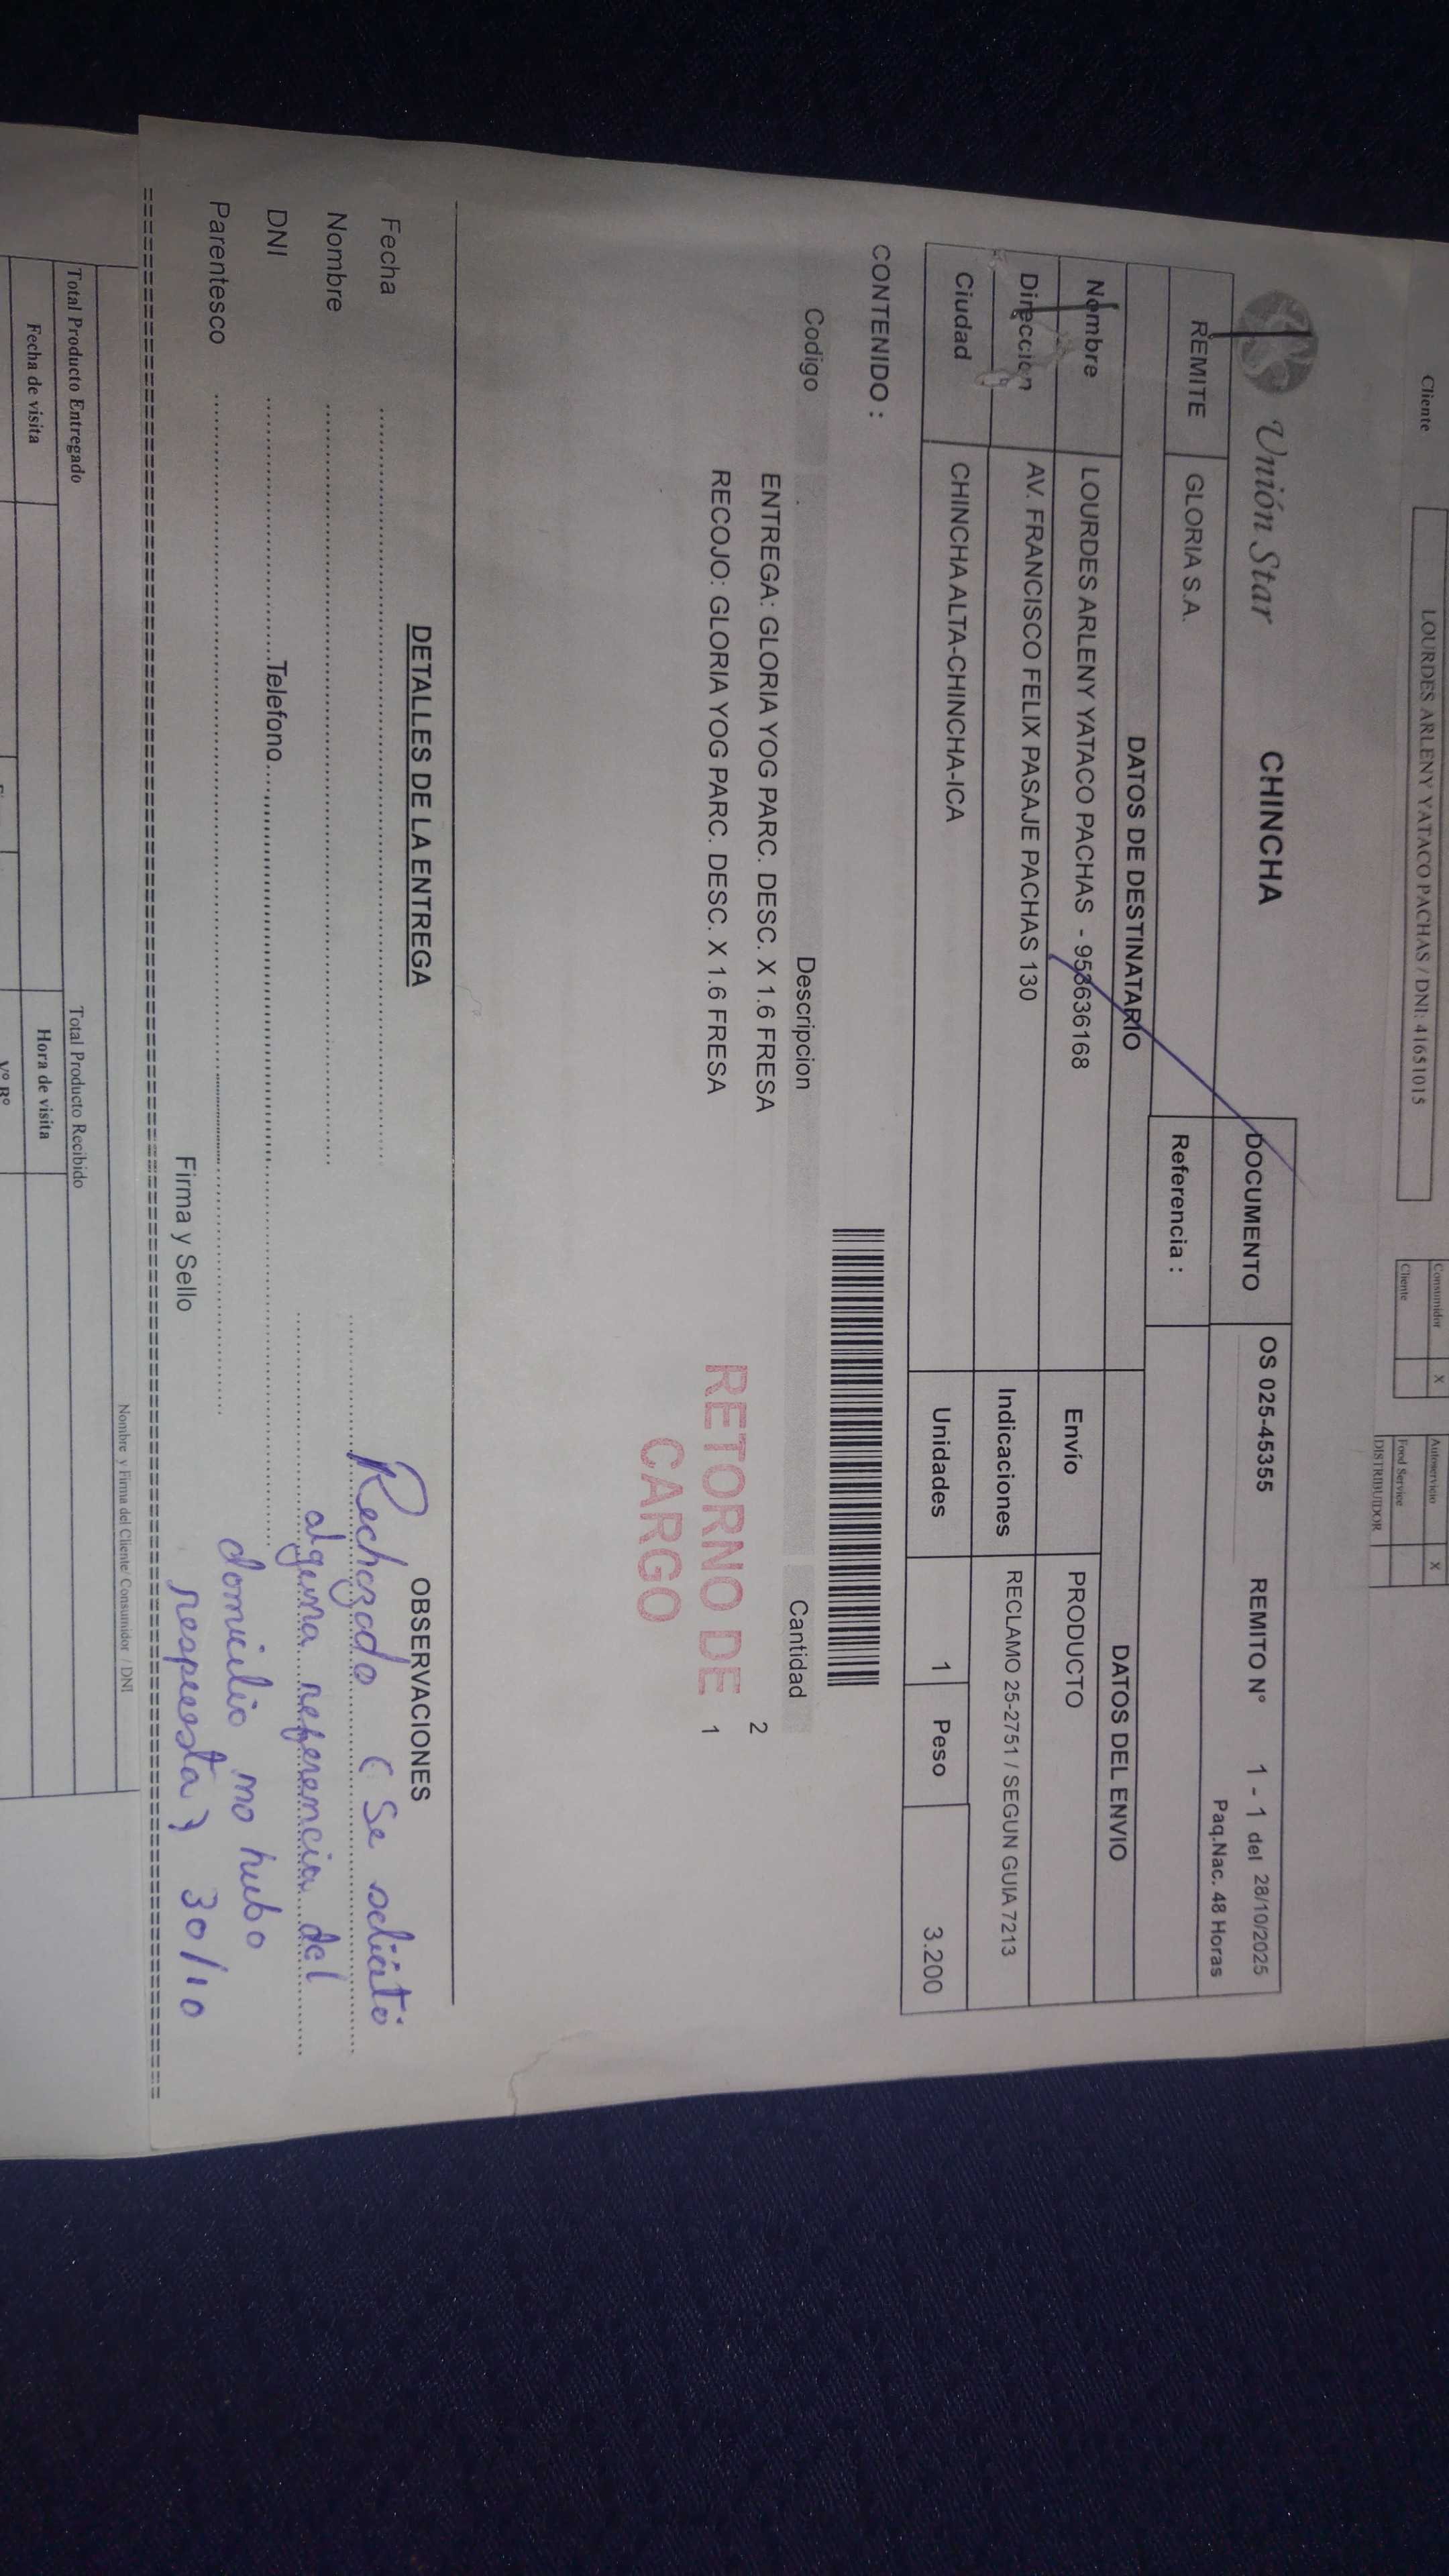 Cliente
LOURDES ARLENY YATACO PACHAS / DNI: 41651015
Consumidor X
Cliente
Autoservicio X
Food Service
DISTRIBUIDOR
Unión Star
CHINCHA
DOCUMENTO OS 025-45355 REMITO N° 1 - 1 del 28/10/2025
Paq.Nac. 48 Horas
REMITE GLORIA S.A.
Referencia :
DATOS DE DESTINATARIO
DATOS DEL ENVIO
Nombre LOURDES ARLENY YATACO PACHAS - 953636168
Envío PRODUCTO
Dirección AV. FRANCISCO FELIX PASAJE PACHAS 130
Indicaciones RECLAMO 25-2751 / SEGUN GUIA 7213
Ciudad CHINCHA ALTA-CHINCHA-ICA
Unidades 1 Peso 3.200
CONTENIDO :
Codigo Descripcion Cantidad
ENTREGA: GLORIA YOG PARC. DESC. X 1.6 FRESA 2
RECOJO: GLORIA YOG PARC. DESC. X 1.6 FRESA 1
RETORNO DE
CARGO
DETALLES DE LA ENTREGA
OBSERVACIONES
Fecha
Nombre
DNI Telefono
Parentesco
Firma y Sello
Rechazado ( Se solicitó
alguna referencia del
domicilio no hubo
respuesta) 30/10
Nombre y Firma del Cliente/ Consumidor / DNI
Total Producto Entregado
Total Producto Recibido
Fecha de visita
Hora de visita
V° B°